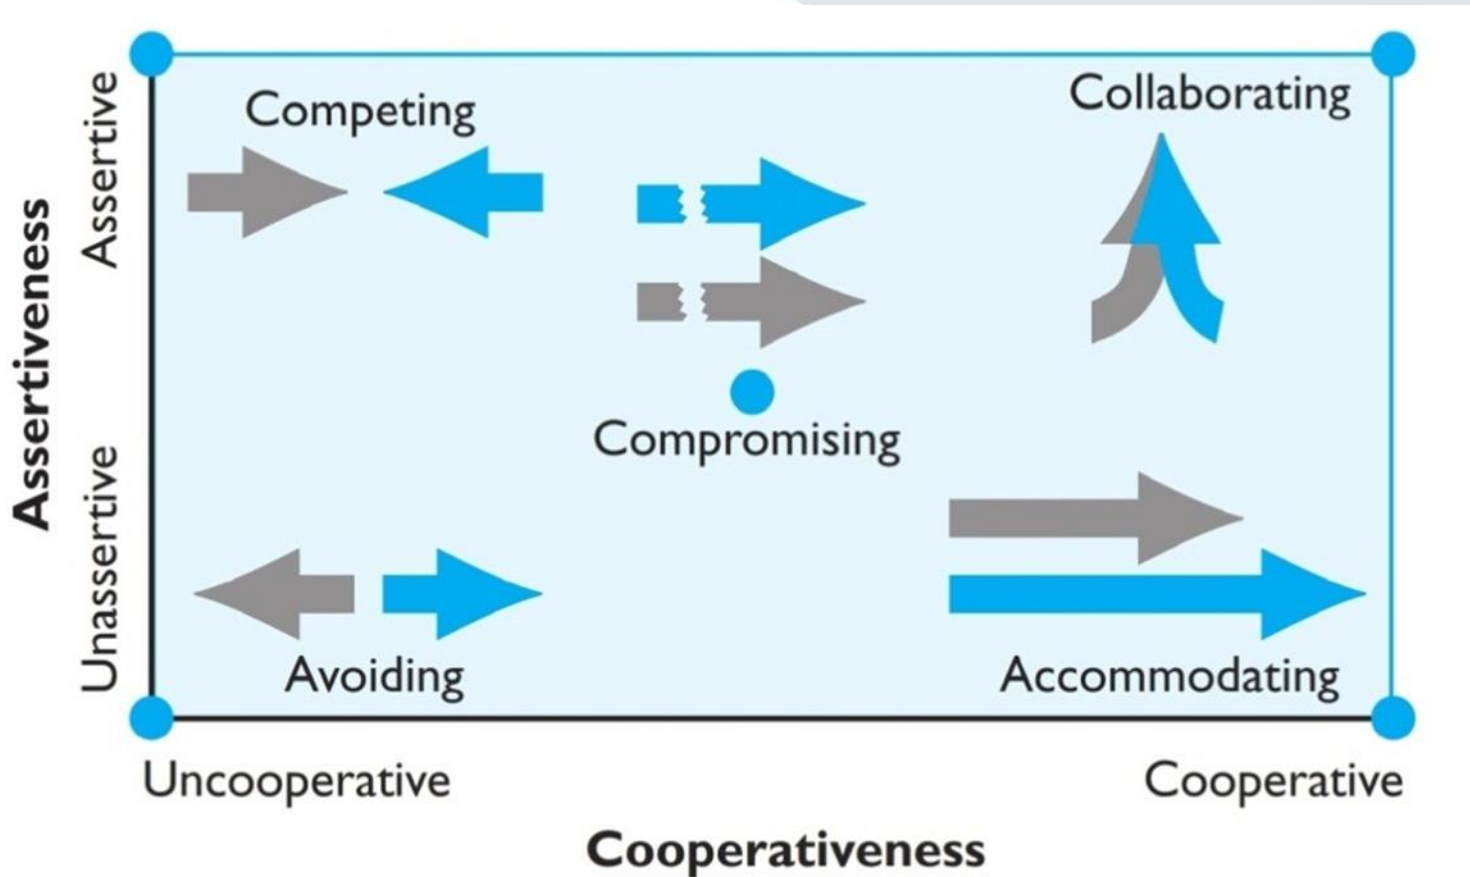 Competing
Collaborating
Assertive
Assertiveness
Compromising
Unassertive
Avoiding
Accommodating
Uncooperative
Cooperative
Cooperativeness